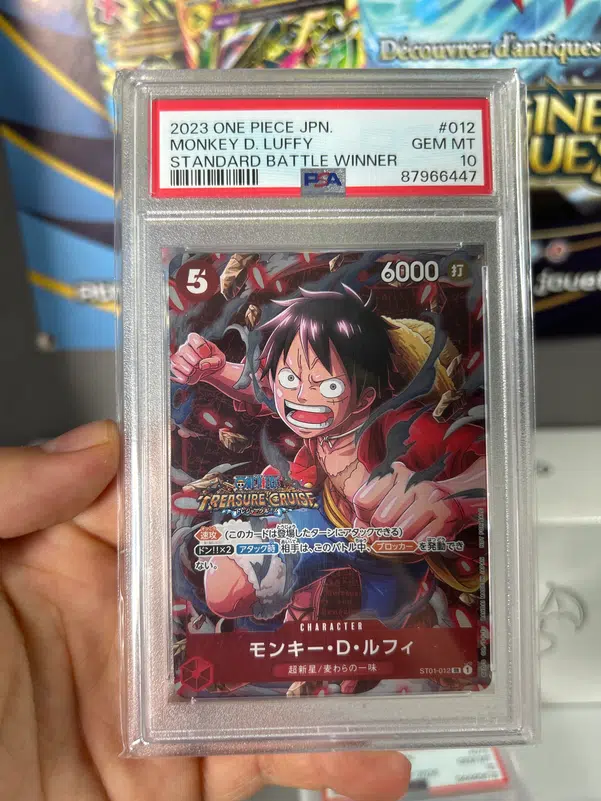 Découvrez d'antiques
2023 ONE PIECE JPN. #012
MONKEY D. LUFFY GEM MT
STANDARD BATTLE WINNER 10
PSA 87966447
5 6000 打
TREASURE CRUISE
速攻 (このカードは登場したターンにアタックできる)
ドン!!×2 アタック時 相手は、このバトル中、ブロッカーを発動でき
ない。
CHARACTER
モンキー・D・ルフィ
超新星/麦わらの一味
ST01-012 SR 1